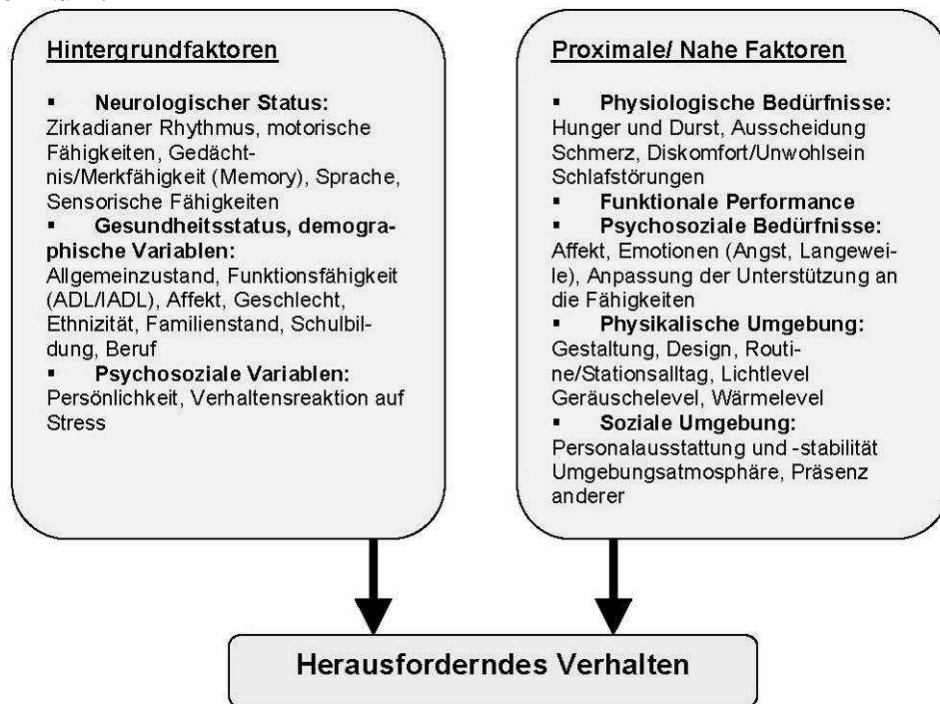 Hintergrundfaktoren
▪ Neurologischer Status:
Zirkadianer Rhythmus, motorische
Fähigkeiten, Gedächt-
nis/Merkfähigkeit (Memory), Sprache,
Sensorische Fähigkeiten
▪ Gesundheitsstatus, demogra-
phische Variablen:
Allgemeinzustand, Funktionsfähigkeit
(ADL/IADL), Affekt, Geschlecht,
Ethnizität, Familienstand, Schulbil-
dung, Beruf
▪ Psychosoziale Variablen:
Persönlichkeit, Verhaltensreaktion auf
Stress
Proximale/ Nahe Faktoren
▪ Physiologische Bedürfnisse:
Hunger und Durst, Ausscheidung
Schmerz, Diskomfort/Unwohlsein
Schlafstörungen
▪ Funktionale Performance
▪ Psychosoziale Bedürfnisse:
Affekt, Emotionen (Angst, Langewei-
le), Anpassung der Unterstützung an
die Fähigkeiten
▪ Physikalische Umgebung:
Gestaltung, Design, Routi-
ne/Stationsalltag, Lichtlevel
Geräuschelevel, Wärmelevel
▪ Soziale Umgebung:
Personalausstattung und -stabilität
Umgebungsatmosphäre, Präsenz
anderer
Herausforderndes Verhalten